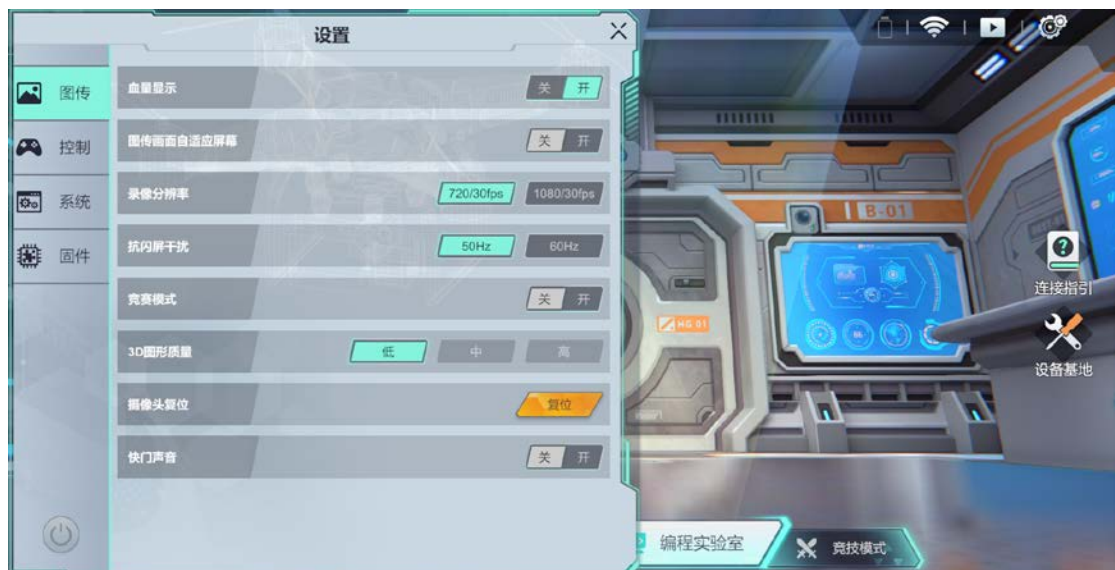 设置
图传
控制
系统
固件
血量显示
关 开
图传画面自适应屏幕
关 开
录像分辨率
720/30fps 1080/30fps
抗闪屏干扰
50Hz 60Hz
竞赛模式
关 开
3D图形质量
低 中 高
摄像头复位
复位
快门声音
关 开
B-01
HG 01
连接指引
设备基地
编程实验室
竞技模式